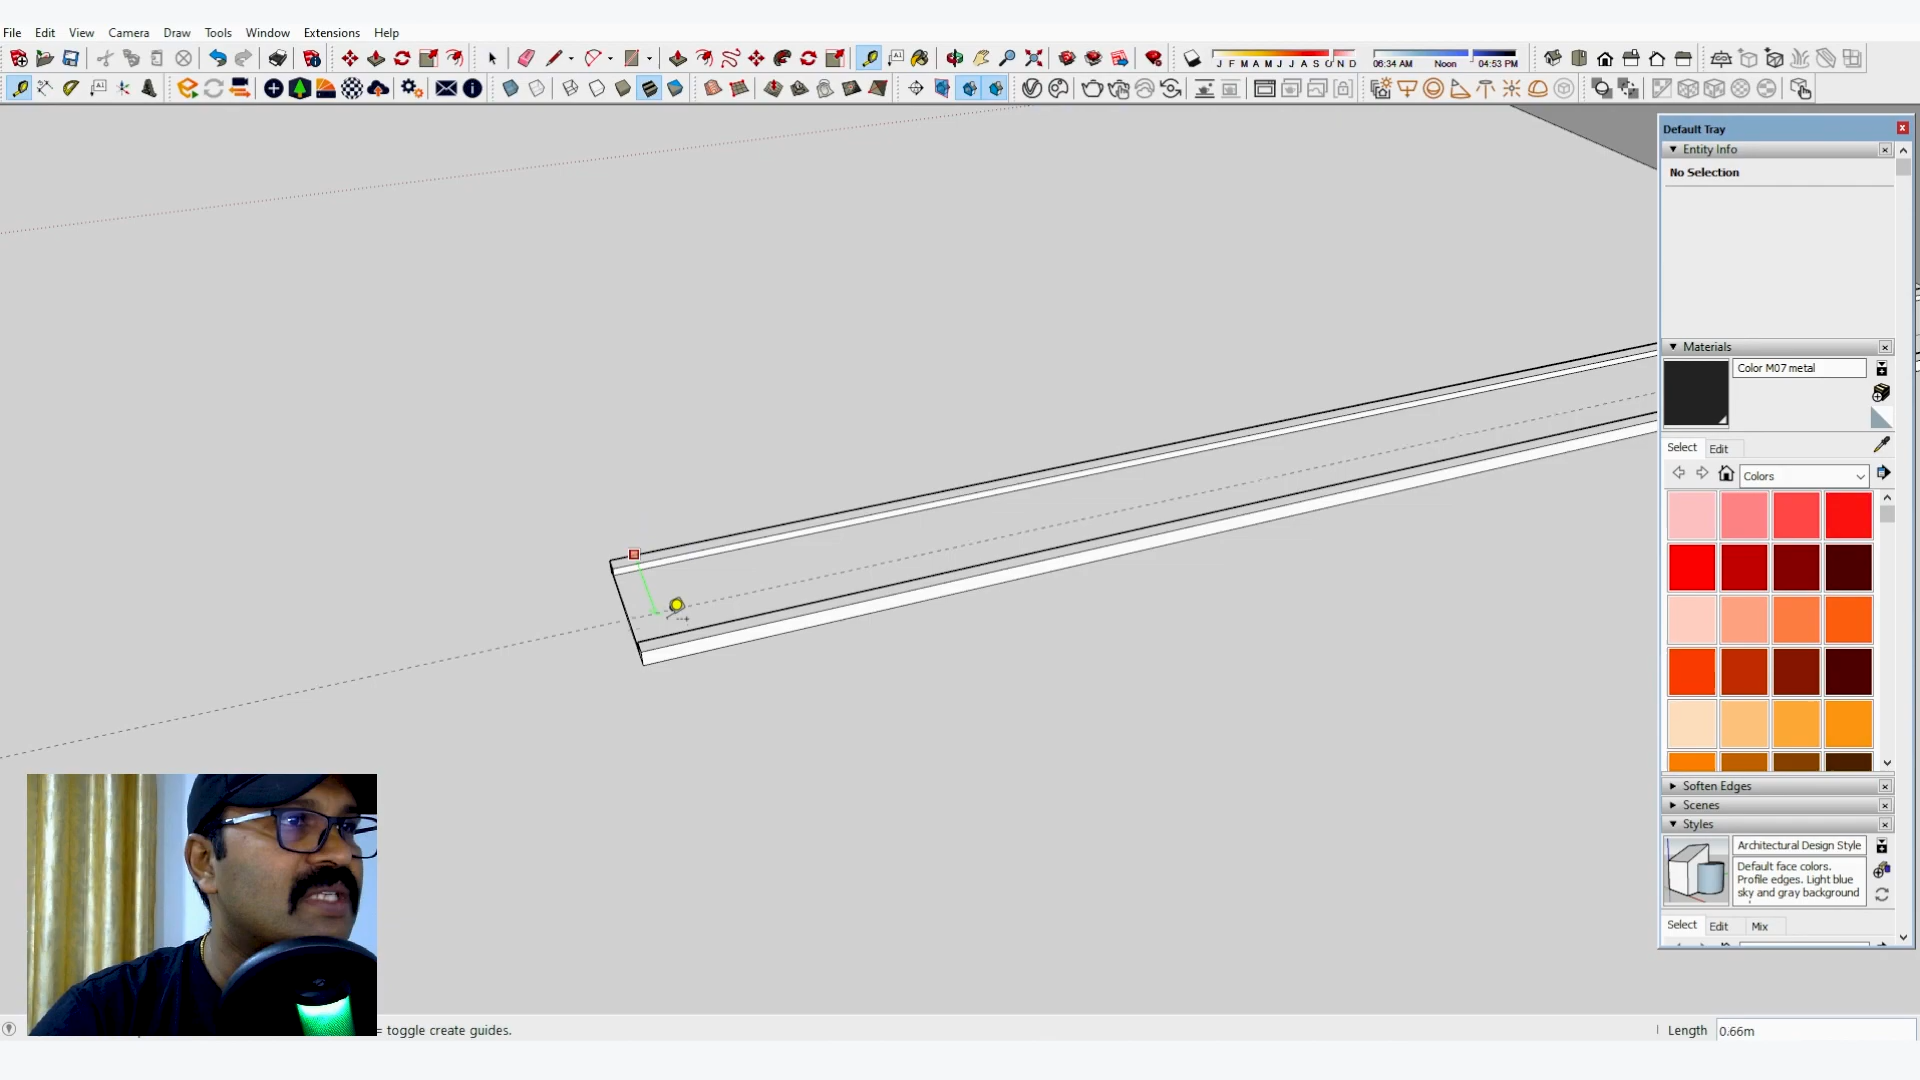 File Edit View Camera Draw Tools Window Extensions Help
J F M A M J J A S O N D
06:34 AM Noon 04:53 PM
Default Tray
Entity Info
No Selection
Materials
Color M07 metal
Select Edit
Colors
Soften Edges
Scenes
Styles
Architectural Design Style
Default face colors.
Profile edges. Light blue
sky and gray background
Select Edit Mix
= toggle create guides.
Length 0.66m